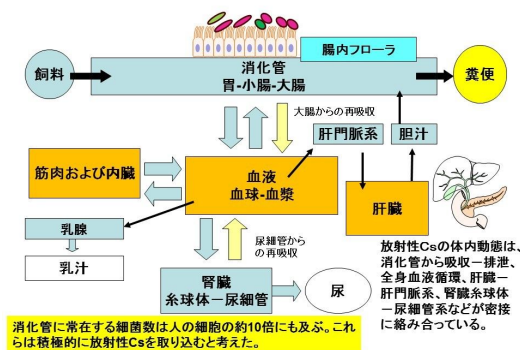 腸内フローラ
飼料
消化管
胃-小腸-大腸
糞便
大腸からの再吸収
肝門脈系
胆汁
筋肉および内臓
血液
血球-血漿
肝臓
乳腺
乳汁
尿細管から
の再吸収
腎臓
糸球体ー尿細管
尿
放射性Csの体内動態は、
消化管から吸収ー排泄、
全身血液循環、肝臓ー
肝門脈系、腎臓糸球体
ー尿細管系などが密接
に絡み合っている。
消化管に常在する細菌数は人の細胞の約10倍にも及ぶ。これ
らは積極的に放射性Csを取り込むと考えた。